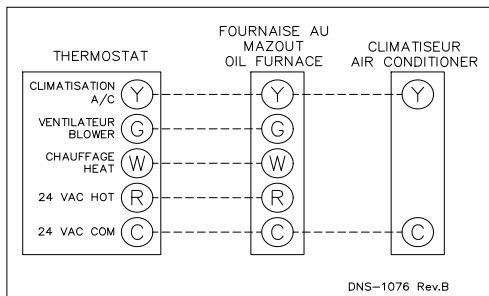 THERMOSTAT
FOURNAISE AU
MAZOUT
OIL FURNACE
CLIMATISEUR
AIR CONDITIONER
CLIMATISATION
A/C
Y
Y
Y
VENTILATEUR
BLOWER
G
G
CHAUFFAGE
HEAT
W
W
24 VAC HOT
R
R
24 VAC COM
C
C
C
DNS-1076 Rev.B